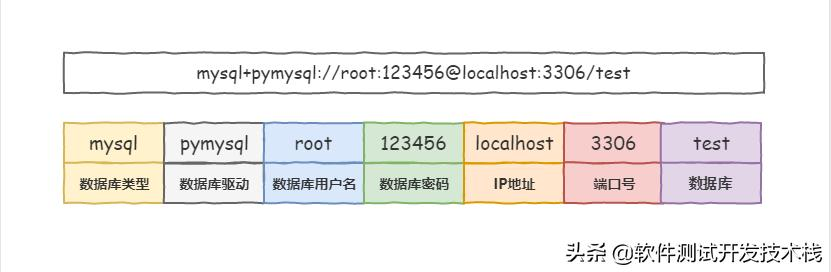 mysql+pymysql://root:123456@localhost:3306/test
mysql pymysql root 123456 localhost 3306 test
数据库类型 数据库驱动 数据库用户名 数据库密码 IP地址 端口号 数据库
头条 @软件测试开发技术栈